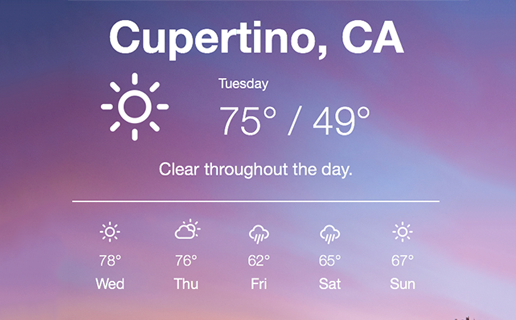 Cupertino, CA
Tuesday
75° / 49°
Clear throughout the day.
78° 76° 62° 65° 67°
Wed Thu Fri Sat Sun